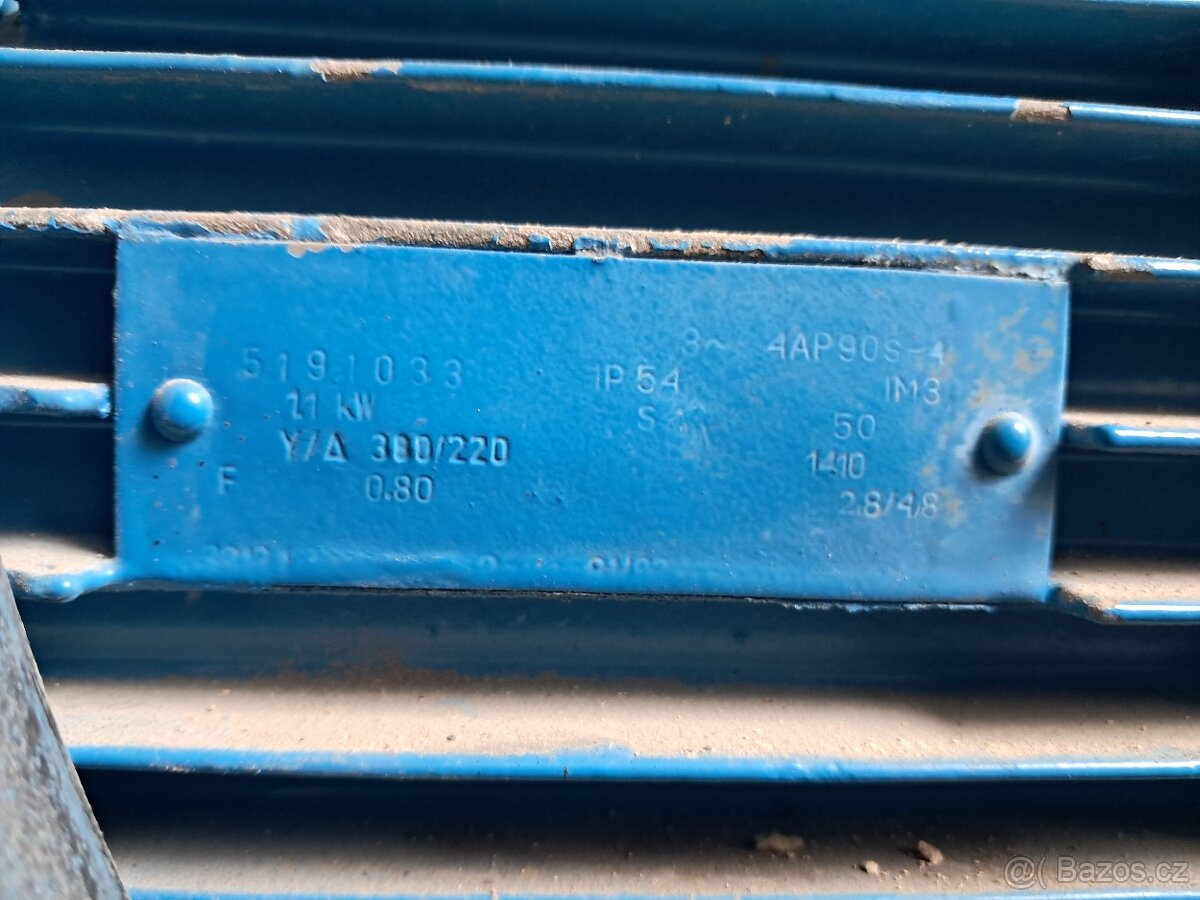 3~ 4AP90S-4
5191033 IP54 IM3
1.1 kW S 50
Y/Δ 380/220 1410
F 0.80 2.8/4.8
Bazos.cz